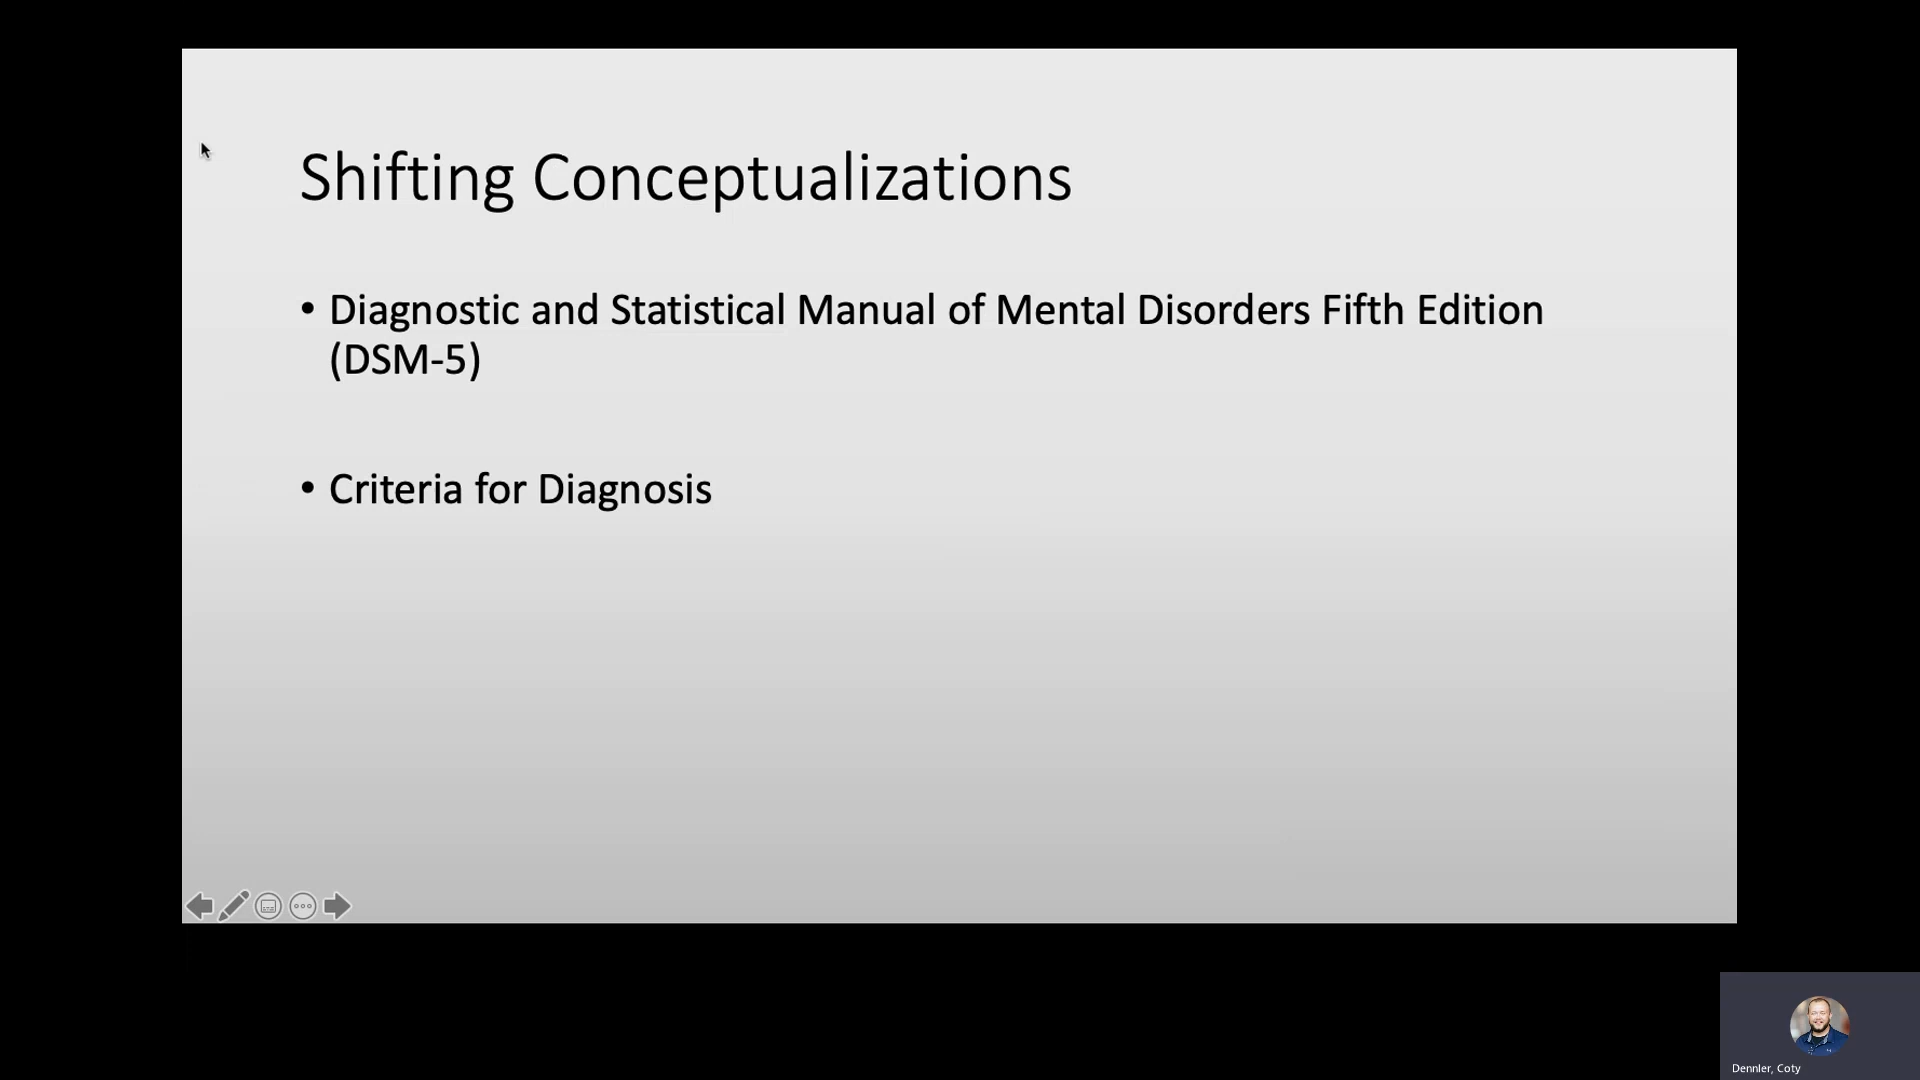 Shifting Conceptualizations
• Diagnostic and Statistical Manual of Mental Disorders Fifth Edition
(DSM-5)
• Criteria for Diagnosis
Dennler, Coty